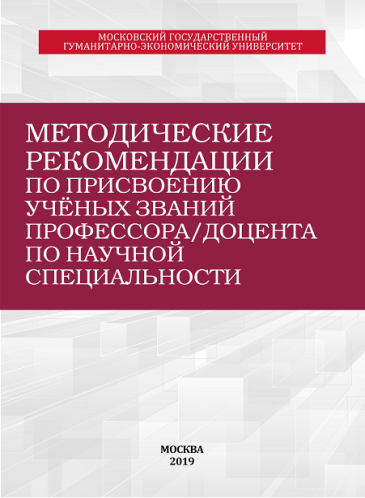 МОСКОВСКИЙ ГОСУДАРСТВЕННЫЙ
ГУМАНИТАРНО-ЭКОНОМИЧЕСКИЙ УНИВЕРСИТЕТ
МЕТОДИЧЕСКИЕ
РЕКОМЕНДАЦИИ
ПО ПРИСВОЕНИЮ
УЧЁНЫХ ЗВАНИЙ
ПРОФЕССОРА/ДОЦЕНТА
ПО НАУЧНОЙ
СПЕЦИАЛЬНОСТИ
МОСКВА
2019